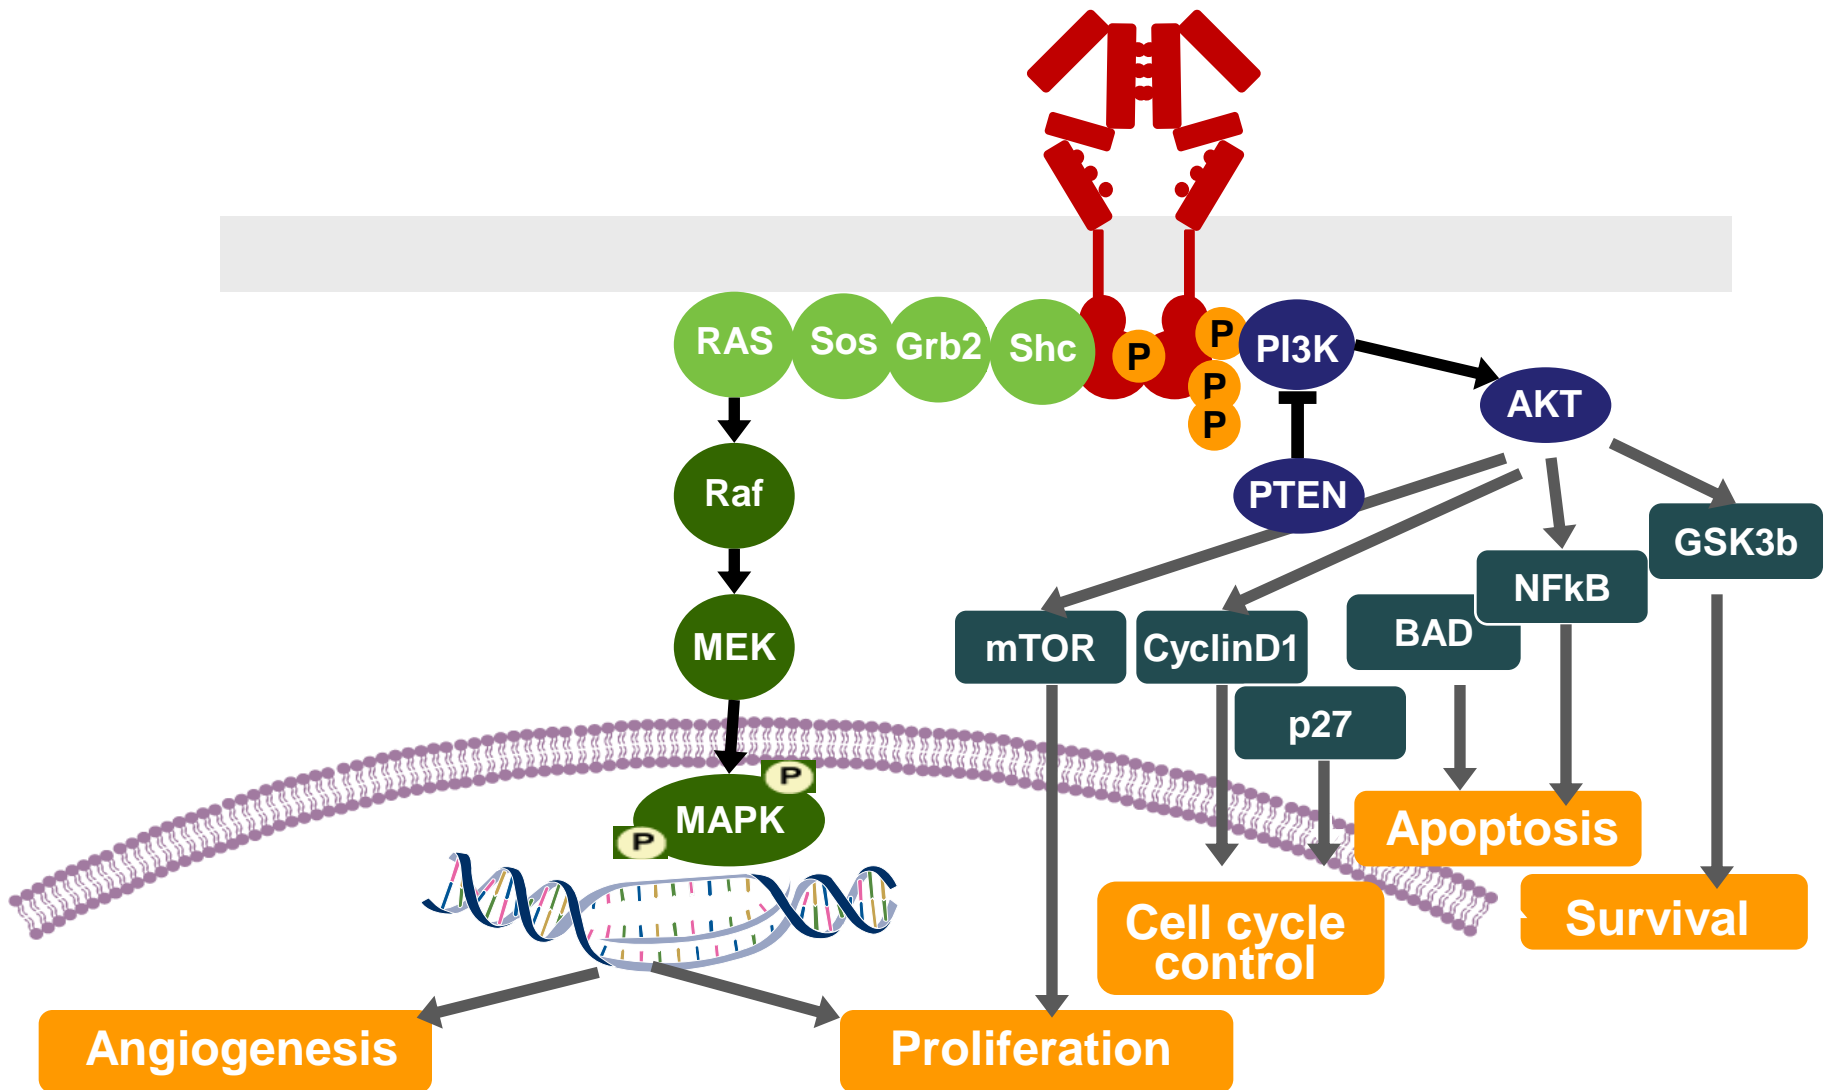 RAS
Sos
Grb2
Shc
P
P
PI3K
P
P
AKT
Raf
PTEN
GSK3b
NFkB
BAD
MEK
mTOR
CyclinD1
p27
P
MAPK
P
Apoptosis
Cell cycle
control
Survival
Angiogenesis
Proliferation